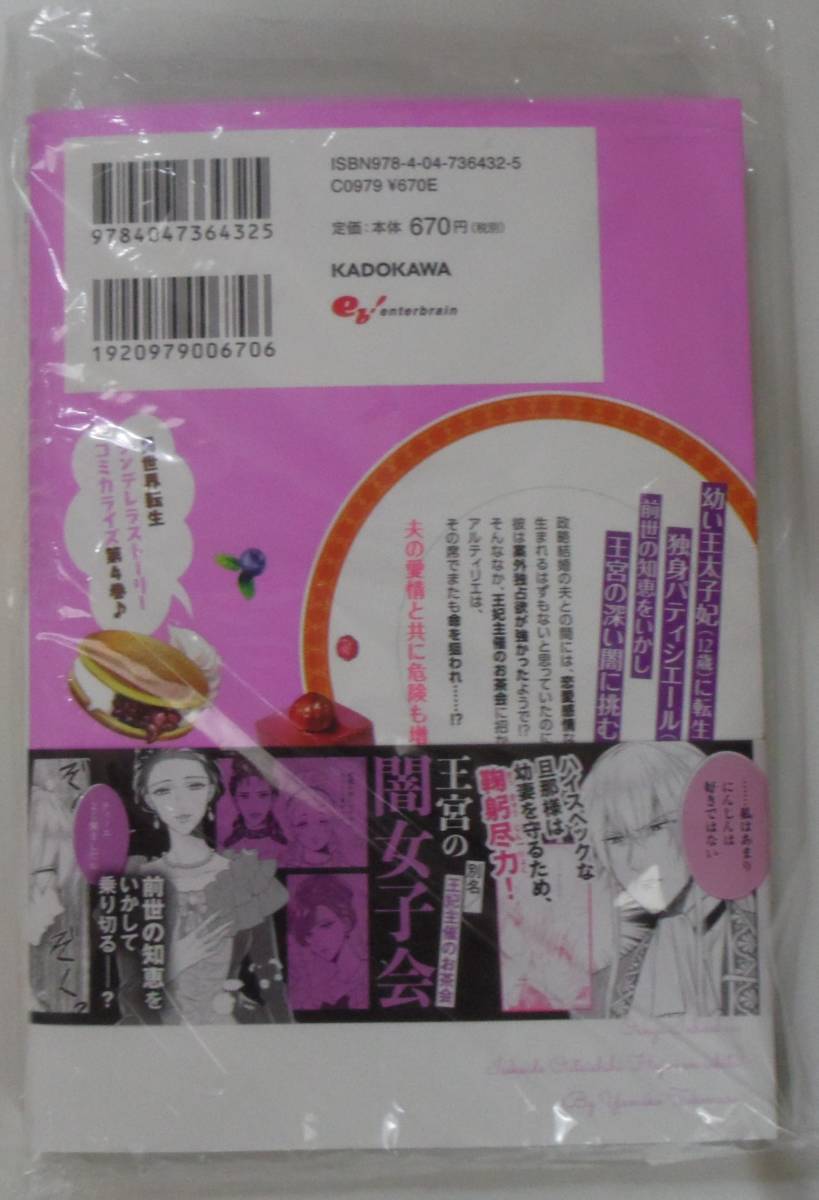 ISBN978-4-04-736432-5
C0979 ¥670E
9784047364325
定価：本体 670円（税別）
KADOKAWA
eb! enterbrain
1920979006706
異世界転生
シンデレラストーリー
コミカライズ第4巻♪
幼い王太子妃（12歳）に転生
独身パティシエール（
前世の知恵をいかし
王宮の深い闇に挑む
政略結婚の夫との間には、恋愛感情な
生まれるはずもないと思っていたのに
彼は案外独占欲が強かったようで!?
そんななか、王妃主催のお茶会に招か
アルティリエは、
その席でまたも命を狙われ……!?
夫の愛情と共に危険も増
……私はあまり
にんじんは
好きではない
ハイスペックな
旦那様は、
幼妻を守るため、
鞠躬尽力！
別名／
王妃主催のお茶会
王宮の
闇女子会
前世の知恵を
いかして
乗り切る――？
ぞ
ぞく